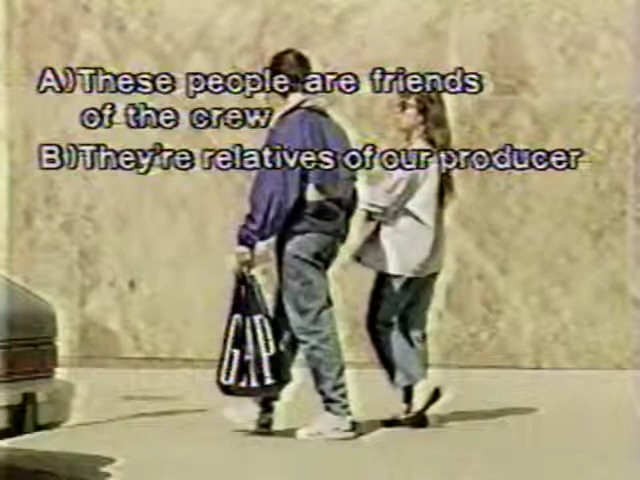 A) These people are friends
of the crew
B) They're relatives of our producer
GAP